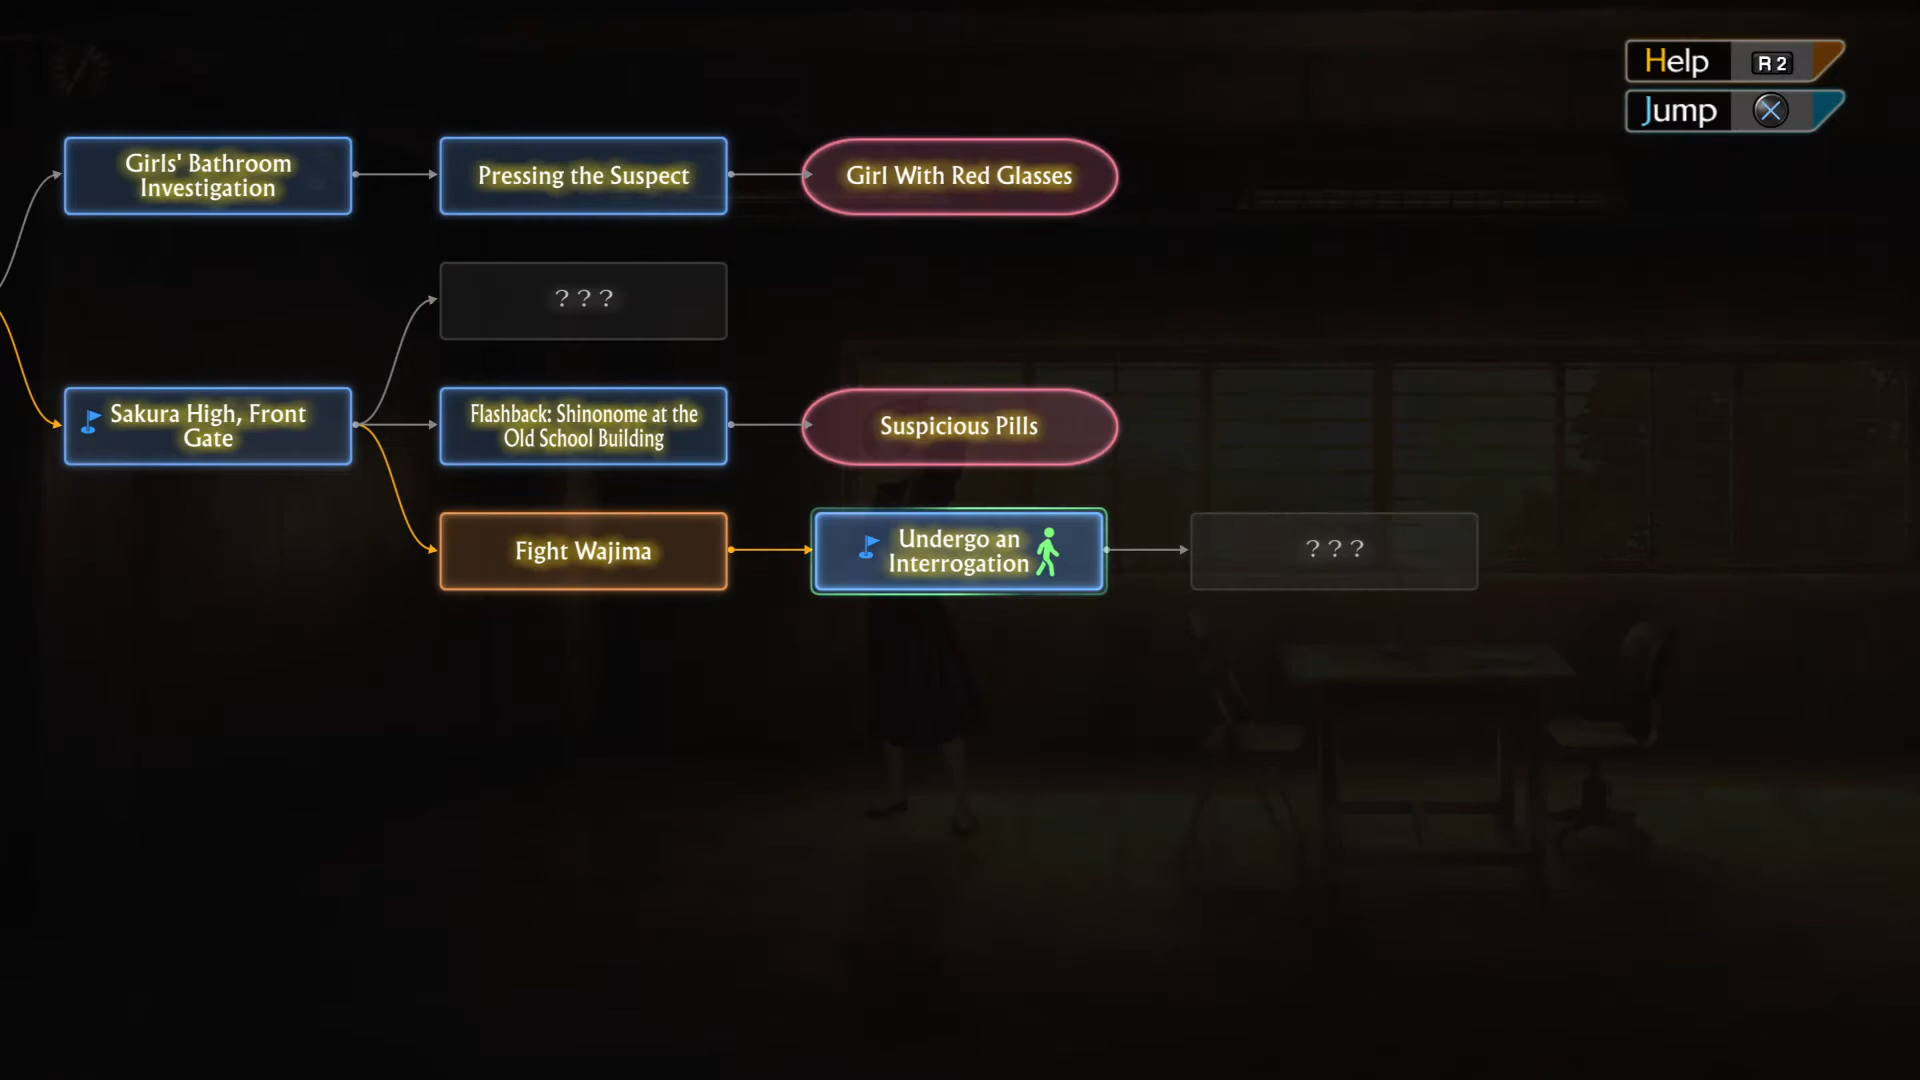 Help R2
Jump
Girls' Bathroom
Investigation
Pressing the Suspect
Girl With Red Glasses
? ? ?
Sakura High, Front
Gate
Flashback: Shinonome at the
Old School Building
Suspicious Pills
Fight Wajima
Undergo an
Interrogation
? ? ?